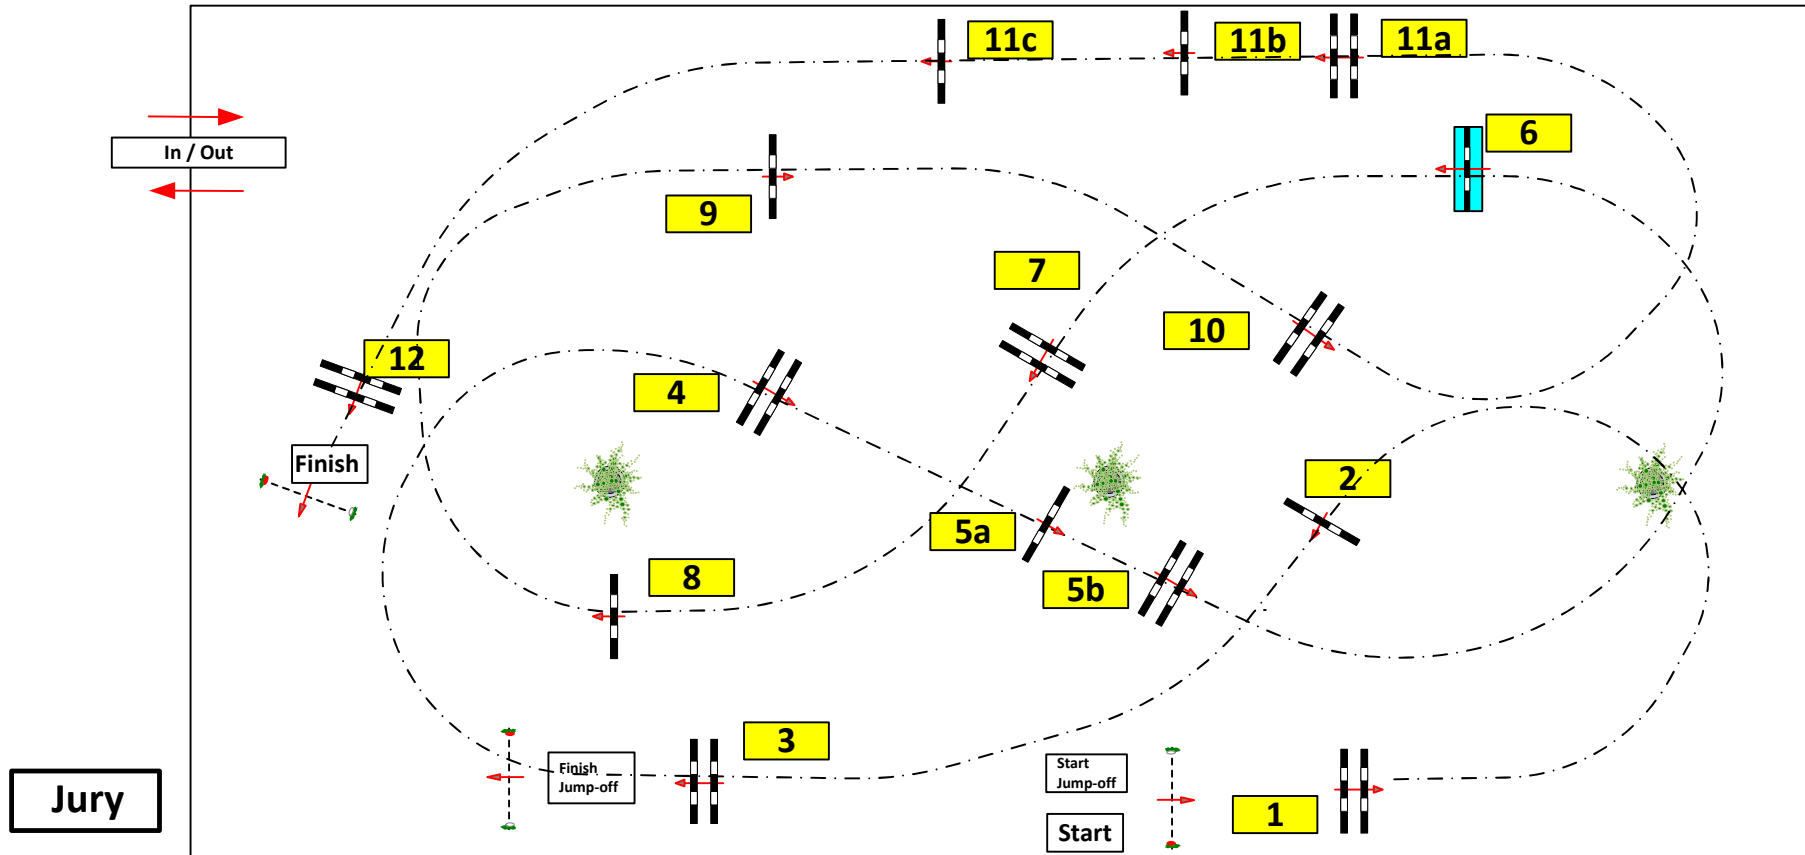 11c
11b
11a
6
In / Out
9
7
10
12
4
2
Finish
5a
8
5b
3
Finish
Jump-off
Start
Jump-off
Jury
1
Start